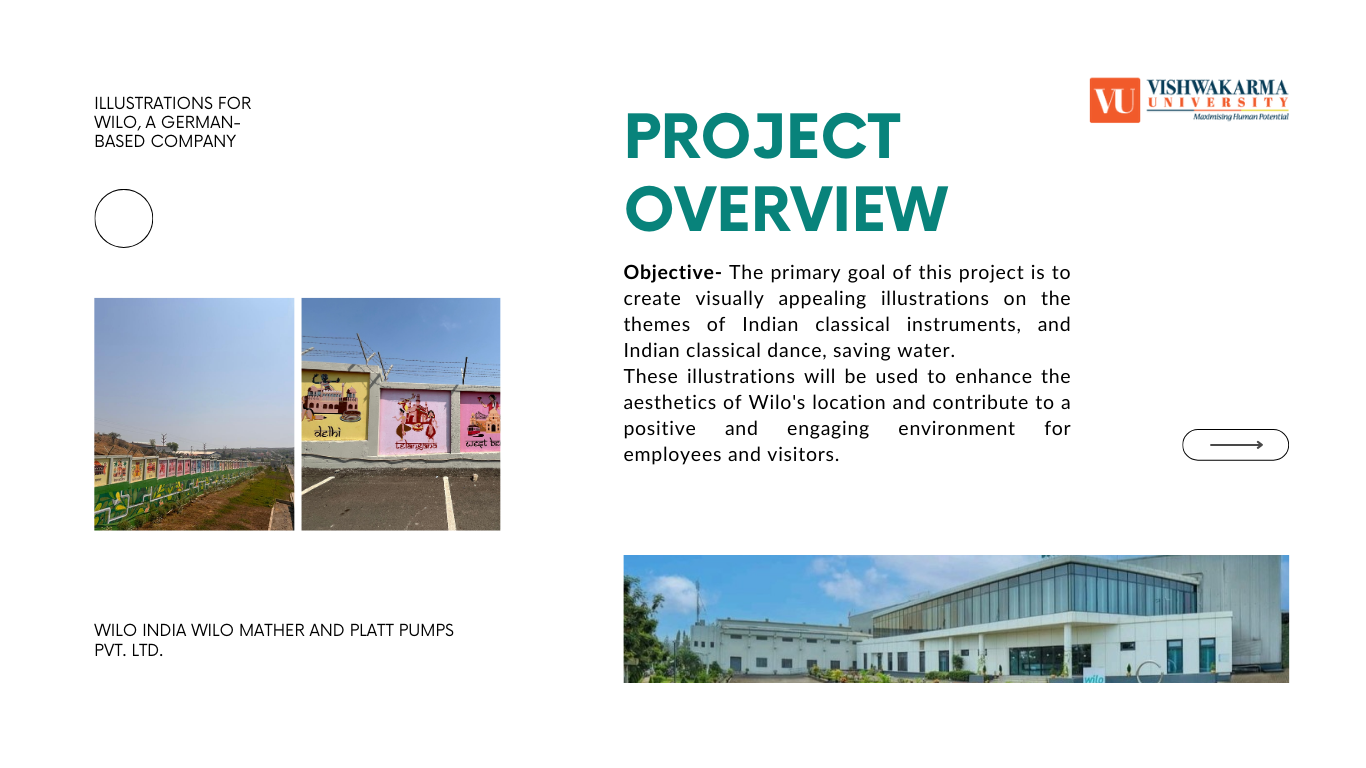 ILLUSTRATIONS FOR
WILO, A GERMAN-
BASED COMPANY
VU
VISHWAKARMA
UNIVERSITY
Maximising Human Potential
PROJECT
OVERVIEW
Objective- The primary goal of this project is to
create visually appealing illustrations on the
themes of Indian classical instruments, and
Indian classical dance, saving water.
These illustrations will be used to enhance the
aesthetics of Wilo's location and contribute to a
positive and engaging environment for
employees and visitors.
delhi
telangana
west be
wilo
WILO INDIA WILO MATHER AND PLATT PUMPS
PVT. LTD.